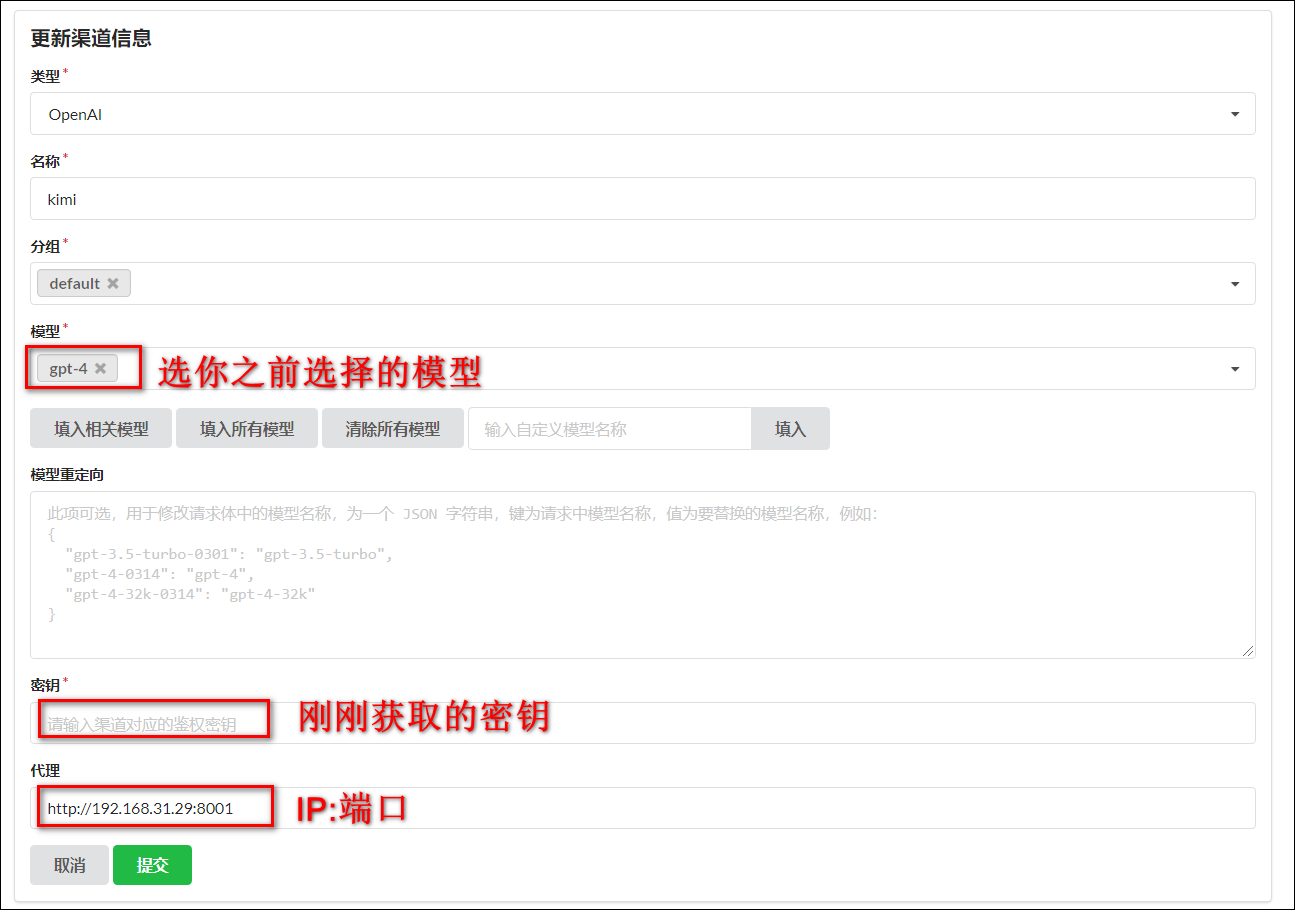 更新渠道信息
类型*
OpenAI
名称*
kimi
分组*
default
模型*
gpt-4 选你之前选择的模型
填入相关模型 填入所有模型 清除所有模型 输入自定义模型名称 填入
模型重定向
此项可选，用于修改请求体中的模型名称，为一个 JSON 字符串，键为请求中模型名称，值为要替换的模型名称，例如：
{
"gpt-3.5-turbo-0301": "gpt-3.5-turbo",
"gpt-4-0314": "gpt-4",
"gpt-4-32k-0314": "gpt-4-32k"
}
密钥*
请输入渠道对应的鉴权密钥 刚刚获取的密钥
代理
http://192.168.31.29:8001 IP:端口
取消 提交